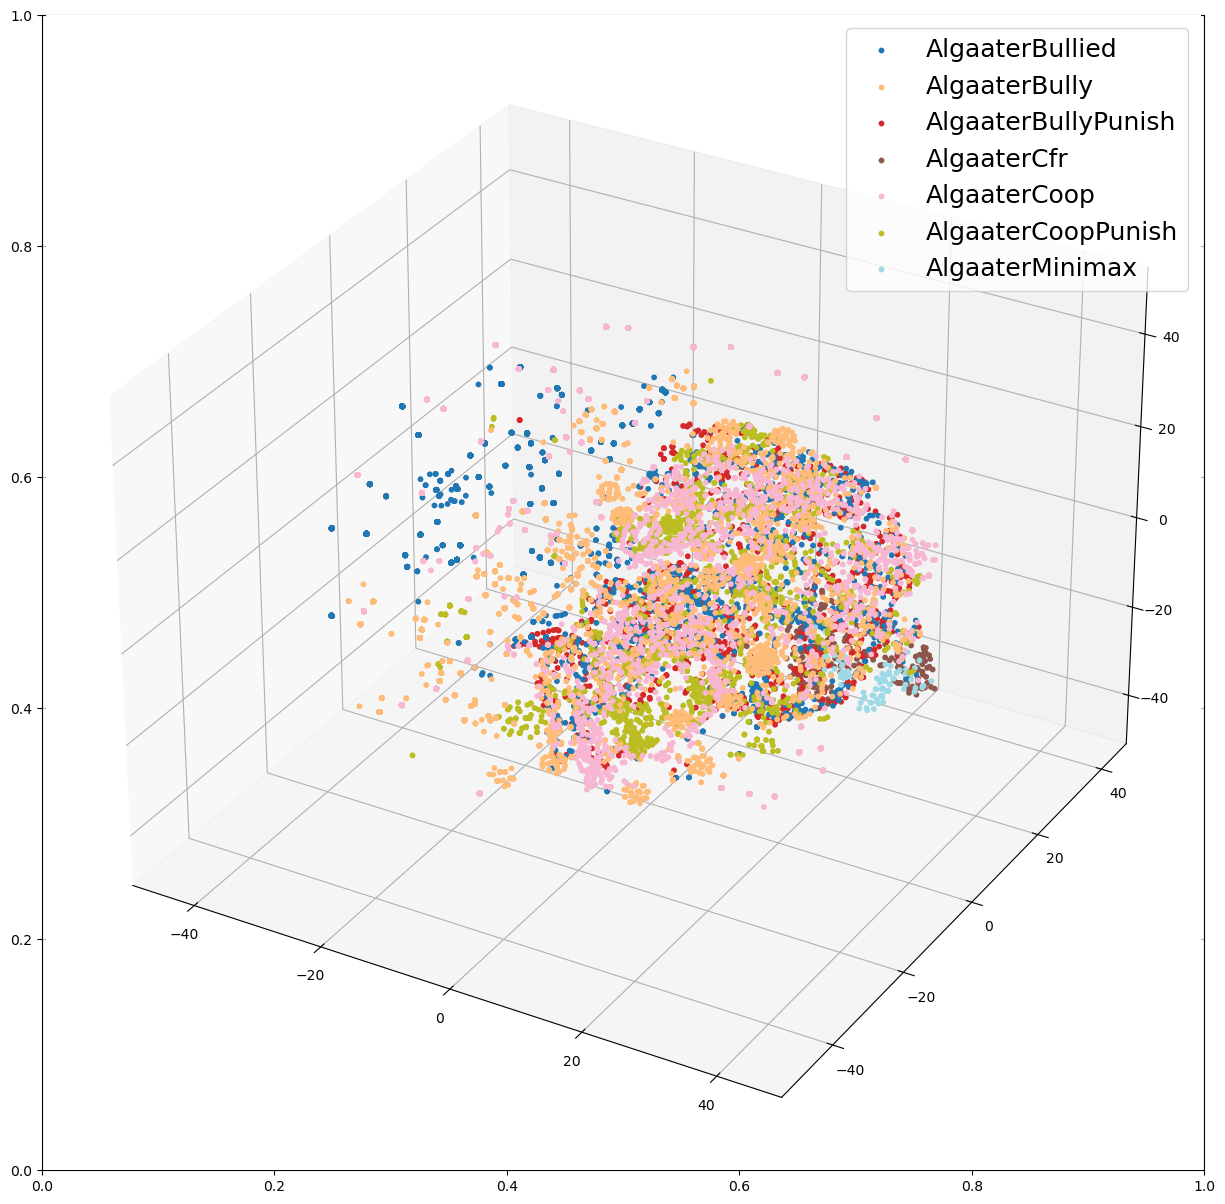 1.0
AlgaaterBullied
AlgaaterBully
AlgaaterBullyPunish
AlgaaterCfr
AlgaaterCoop
AlgaaterCoopPunish
AlgaaterMinimax
0.8
40
20
0
−20
−40
0.6
0.4
0.2
0.0
−40
−20
0
20
40
−40
−20
0
20
40
0.0 0.2 0.4 0.6 0.8 1.0